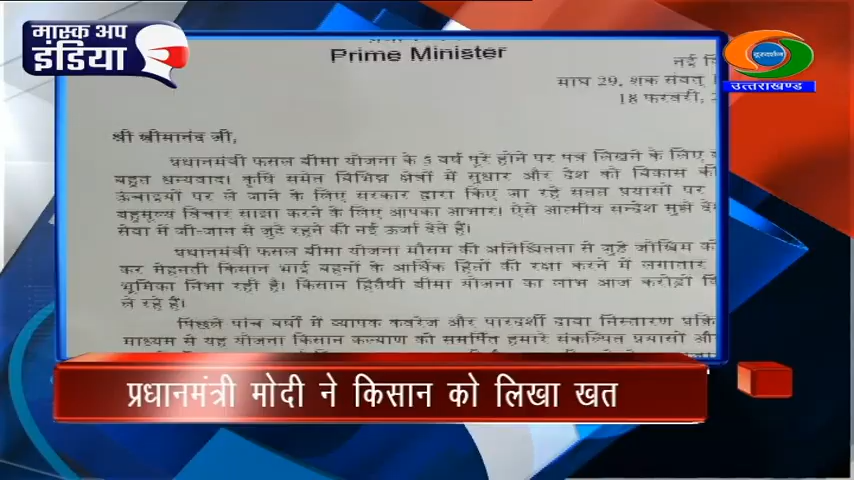 मास्क अप
इंडिया
दूरदर्शन
उत्तराखण्ड
Prime Minister
नई
माघ 29, शक संवत्
18 फरवरी,
श्री खीमानंद जी,
प्रधानमंत्री फसल बीमा योजना के 5 वर्ष पूरे होने पर पत्र लिखने के लिए
बहुत धन्यवाद। कृषि समेत विभिन्न क्षेत्रों में सुधार और देश को विकास की
ऊंचाइयों पर ले जाने के लिए सरकार द्वारा किए जा रहे सतत प्रयासों पर
बहुमूल्य विचार साझा करने के लिए आपका आभार। ऐसे आत्मीय सन्देश मुझे
सेवा में जी-जान से जुटे रहने की नई ऊर्जा देते हैं।
प्रधानमंत्री फसल बीमा योजना मौसम की अनिश्चितता से जुड़े जोखिम
कर मेहनती किसान भाई बहनों के आर्थिक हितों की रक्षा करने में लगातार
भूमिका निभा रही है। किसान हितैषी बीमा योजना का लाभ आज करोड़ों
ले रहे हैं।
पिछले पांच वर्षों में व्यापक कवरेज और पारदर्शी दावा निस्तारण
माध्यम से यह योजना किसान कल्याण को समर्पित हमारे संकल्पित प्रयासों
प्रधानमंत्री मोदी ने किसान को लिखा खत